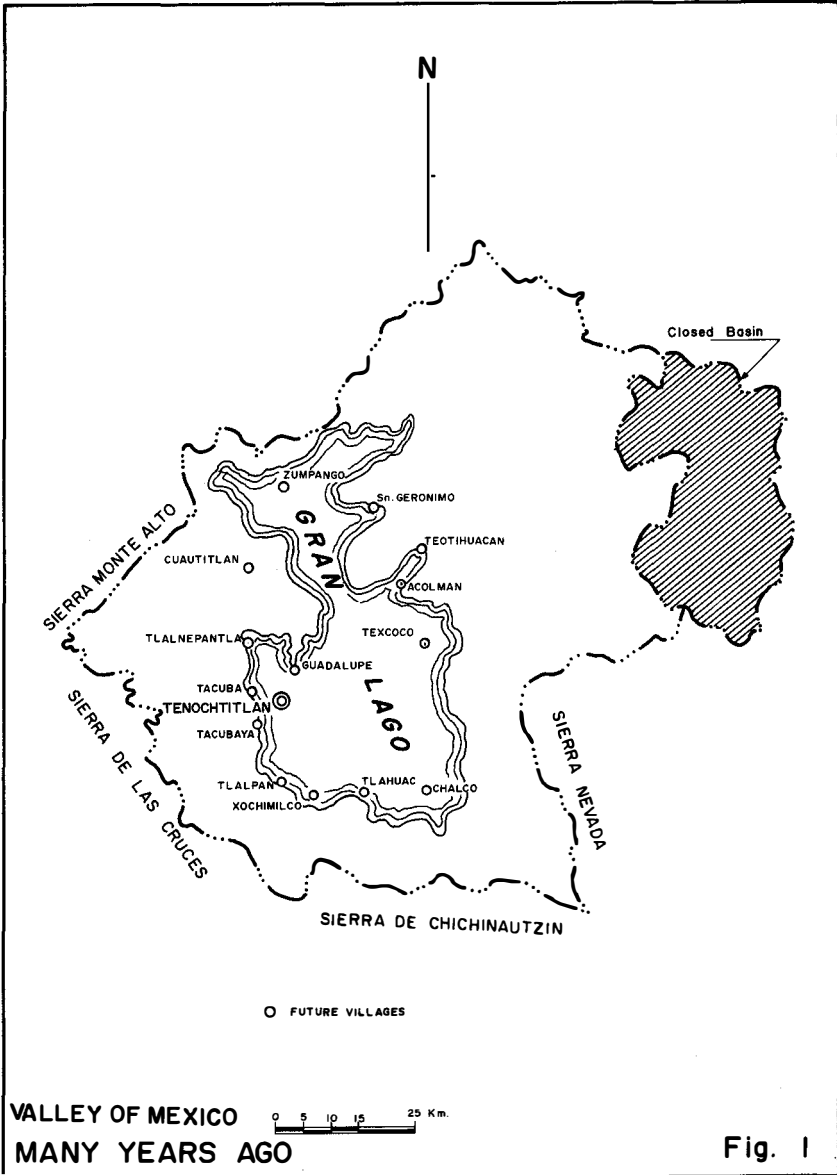 N
Closed Basin
ZUMPANGO
Sn. GERONIMO
GRAN
TEOTIHUACAN
SIERRA MONTE ALTO
CUAUTITLAN
ACOLMAN
TLALNEPANTLA
TEXCOCO
GUADALUPE
TACUBA
LAGO
TENOCHTITLAN
TACUBAYA
SIERRA DE LAS CRUCES
SIERRA NEVADA
TLALPAN
TLAHUAC
CHALCO
XOCHIMILCO
SIERRA DE CHICHINAUTZIN
FUTURE VILLAGES
VALLEY OF MEXICO
0 5 10 15 25 Km.
MANY YEARS AGO
Fig. 1